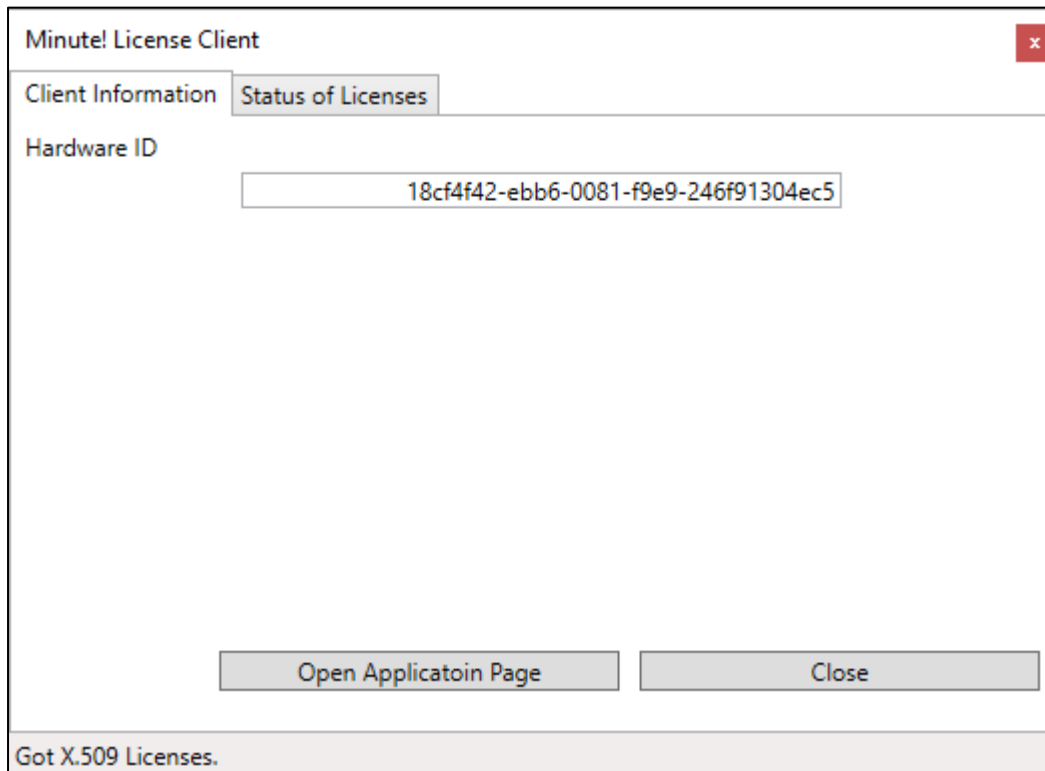 Minute! License Client
x
Client Information Status of Licenses
Hardware ID
18cf4f42-ebb6-0081-f9e9-246f91304ec5
Open Applicatoin Page Close
Got X.509 Licenses.